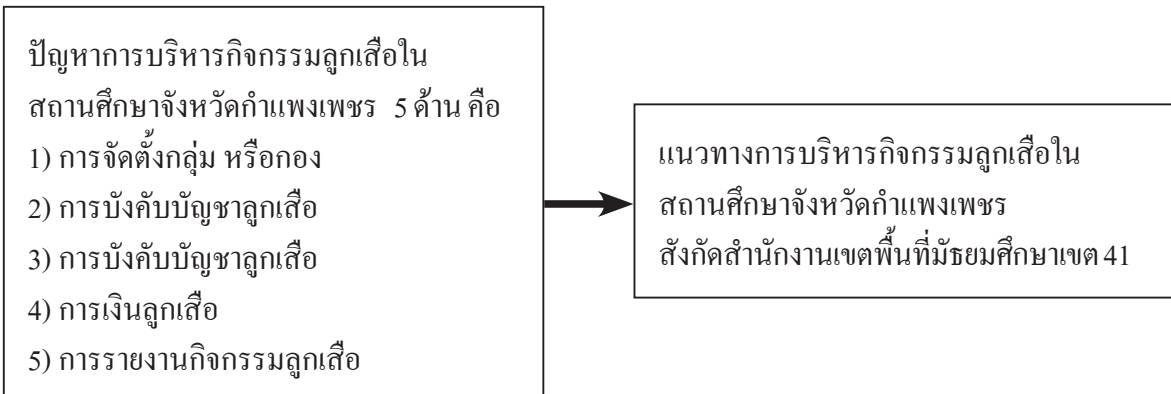 ปัญหาการบริหารกิจกรรมลูกเสือใน
สถานศึกษาจังหวัดกำแพงเพชร 5 ด้าน คือ
1) การจัดตั้งกลุ่ม หรือกอง
2) การบังคับบัญชาลูกเสือ
3) การบังคับบัญชาลูกเสือ
4) การเงินลูกเสือ
5) การรายงานกิจกรรมลูกเสือ
แนวทางการบริหารกิจกรรมลูกเสือใน
สถานศึกษาจังหวัดกำแพงเพชร
สังกัดสำนักงานเขตพื้นที่มัธยมศึกษาเขต 41